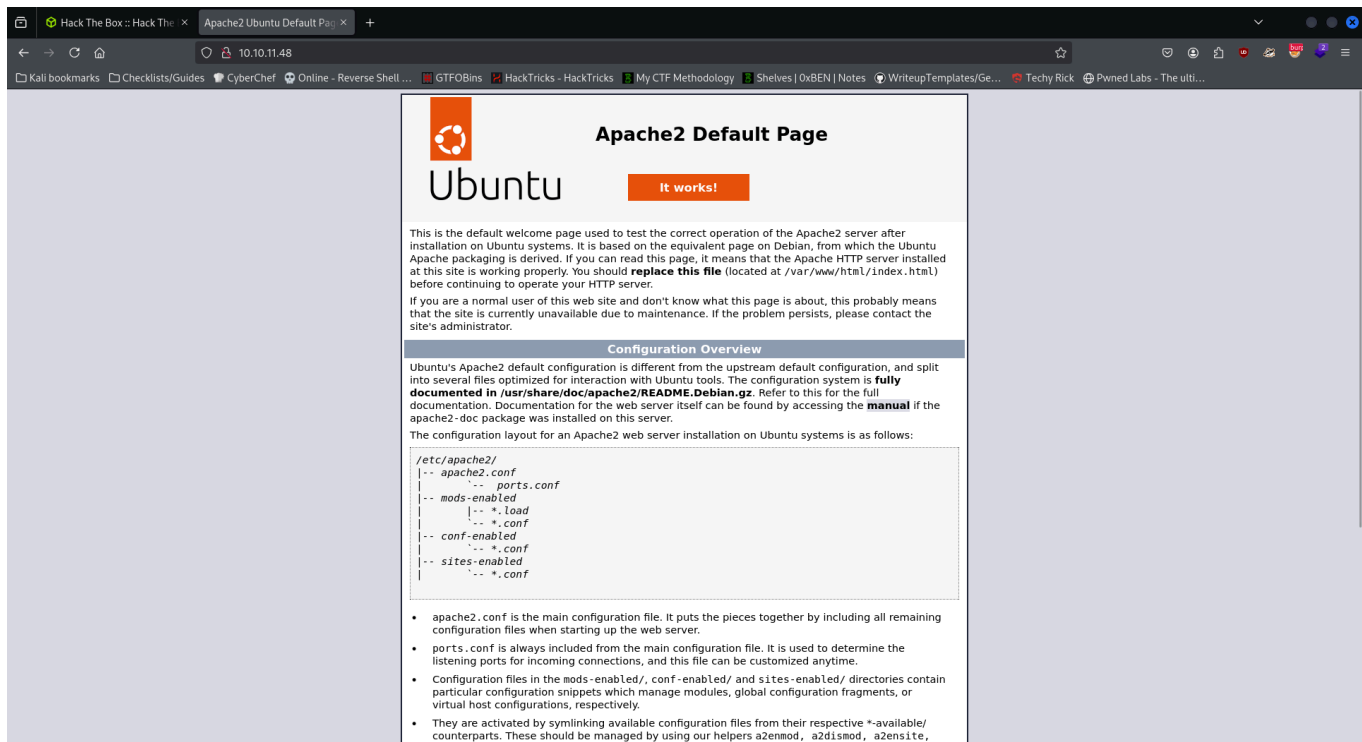 Hack The Box :: Hack The
Apache2 Ubuntu Default Pag
10.10.11.48
Kali bookmarks Checklists/Guides CyberChef Online - Reverse Shell ... GTFOBins HackTricks - HackTricks My CTF Methodology Shelves | 0xBEN | Notes WriteupTemplates/Ge... Techy Rick Pwned Labs - The ulti...
Apache2 Default Page
Ubuntu
It works!
This is the default welcome page used to test the correct operation of the Apache2 server after
installation on Ubuntu systems. It is based on the equivalent page on Debian, from which the Ubuntu
Apache packaging is derived. If you can read this page, it means that the Apache HTTP server installed
at this site is working properly. You should replace this file (located at /var/www/html/index.html)
before continuing to operate your HTTP server.
If you are a normal user of this web site and don't know what this page is about, this probably means
that the site is currently unavailable due to maintenance. If the problem persists, please contact the
site's administrator.
Configuration Overview
Ubuntu's Apache2 default configuration is different from the upstream default configuration, and split
into several files optimized for interaction with Ubuntu tools. The configuration system is fully
documented in /usr/share/doc/apache2/README.Debian.gz. Refer to this for the full
documentation. Documentation for the web server itself can be found by accessing the manual if the
apache2-doc package was installed on this server.
The configuration layout for an Apache2 web server installation on Ubuntu systems is as follows:
/etc/apache2/
|-- apache2.conf
|       `--  ports.conf
|-- mods-enabled
|       |-- *.load
|       `-- *.conf
|-- conf-enabled
|       `-- *.conf
|-- sites-enabled
|       `-- *.conf
• apache2.conf is the main configuration file. It puts the pieces together by including all remaining
configuration files when starting up the web server.
• ports.conf is always included from the main configuration file. It is used to determine the
listening ports for incoming connections, and this file can be customized anytime.
• Configuration files in the mods-enabled/, conf-enabled/ and sites-enabled/ directories contain
particular configuration snippets which manage modules, global configuration fragments, or
virtual host configurations, respectively.
• They are activated by symlinking available configuration files from their respective *-available/
counterparts. These should be managed by using our helpers a2enmod, a2dismod, a2ensite,